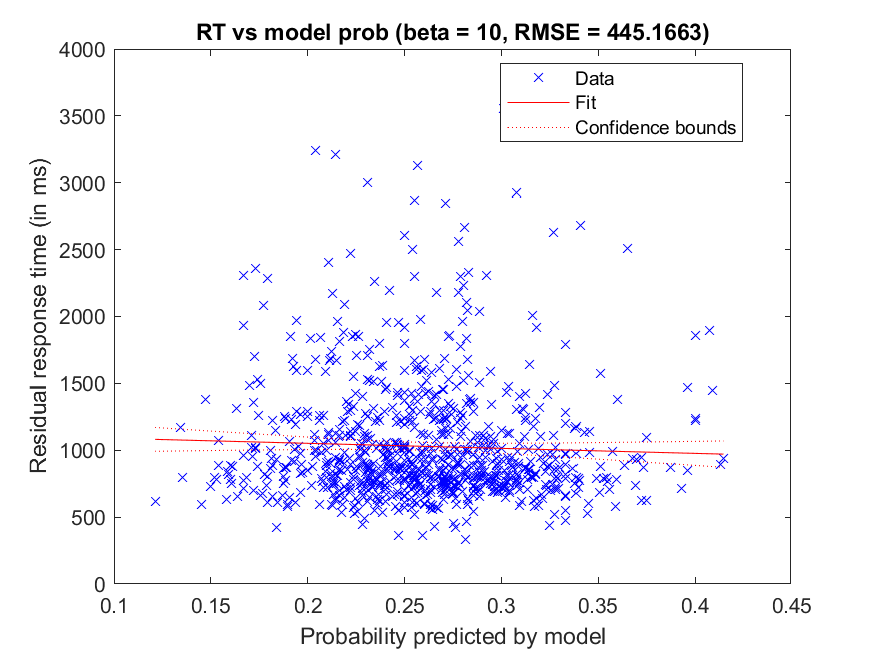 RT vs model prob (beta = 10, RMSE = 445.1663)
4000
3500
3000
2500
2000
1500
1000
500
0
Residual response time (in ms)
Data
Fit
Confidence bounds
0.1 0.15 0.2 0.25 0.3 0.35 0.4 0.45
Probability predicted by model